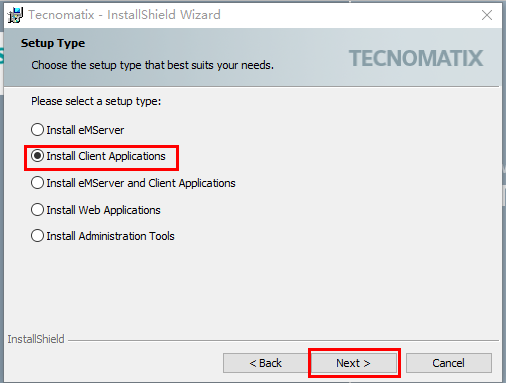 Tecnomatix - InstallShield Wizard
Setup Type
Choose the setup type that best suits your needs.
TECNOMATIX
Please select a setup type:
Install eMServer
Install Client Applications
Install eMServer and Client Applications
Install Web Applications
Install Administration Tools
InstallShield
< Back
Next >
Cancel